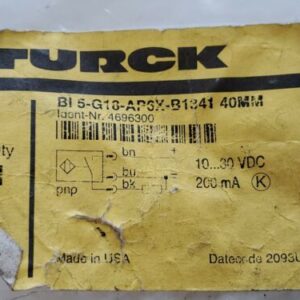 TURCK
BI 5-G18-AP6X-B1341 40MM
Ident-Nr. 4696300
bn +
10...30 VDC
bu -
200 mA K
bk
pnp
Made in USA Datecode 2093U